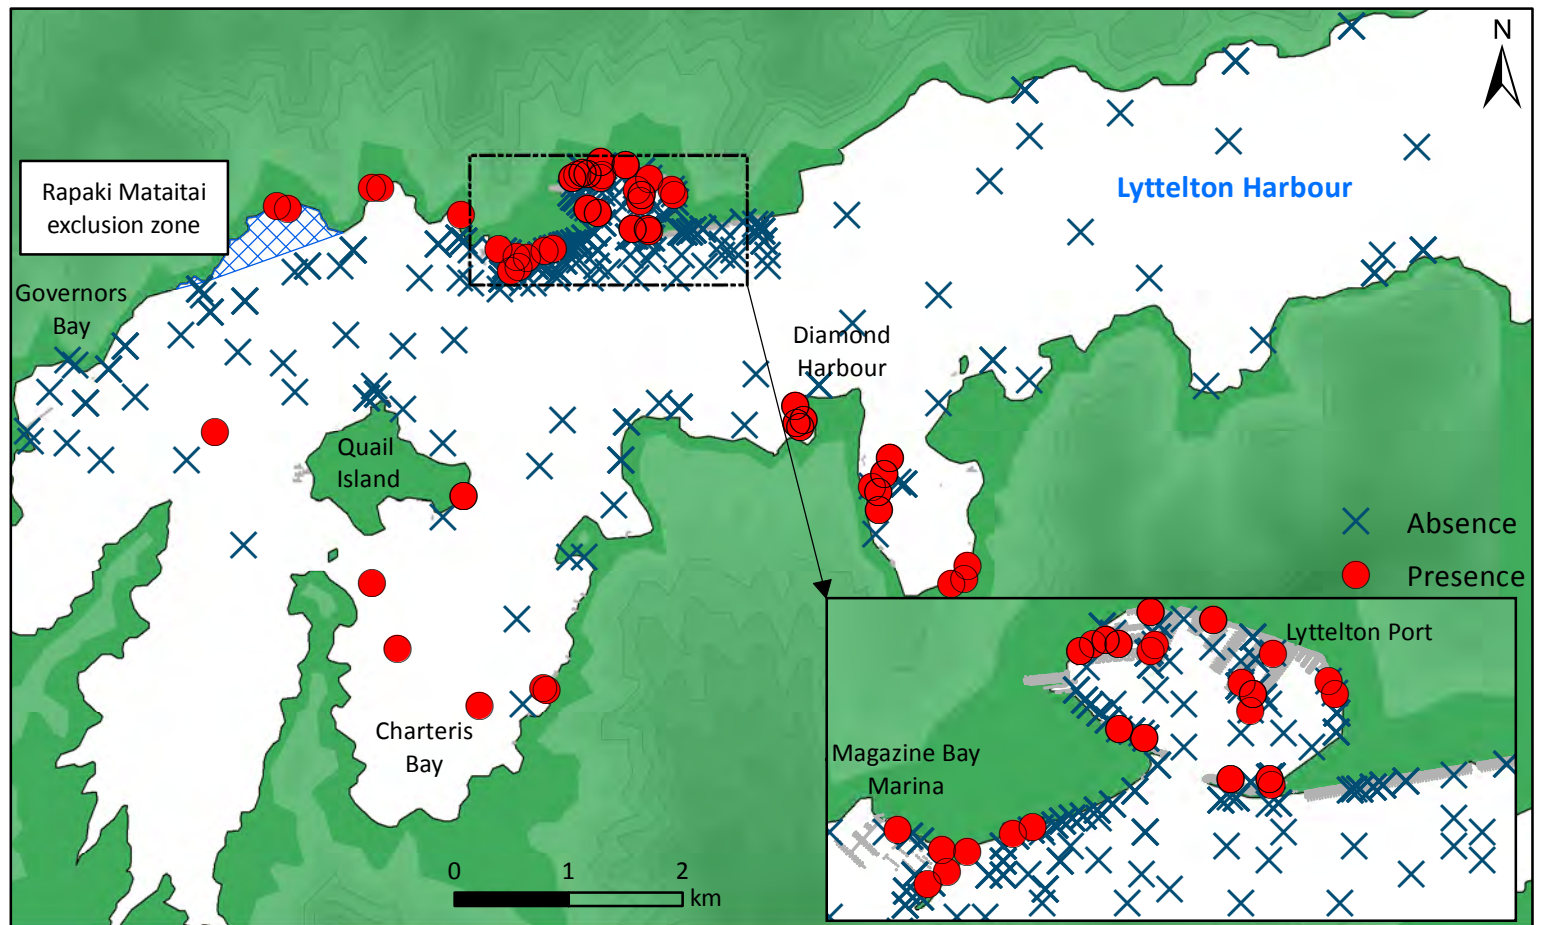 N
Rapaki Mataitai
exclusion zone
Lyttelton Harbour
Governors
Bay
Diamond
Harbour
Quail
Island
Absence
Presence
Lyttelton Port
Charteris
Bay
Magazine Bay
Marina
0 1 2
km